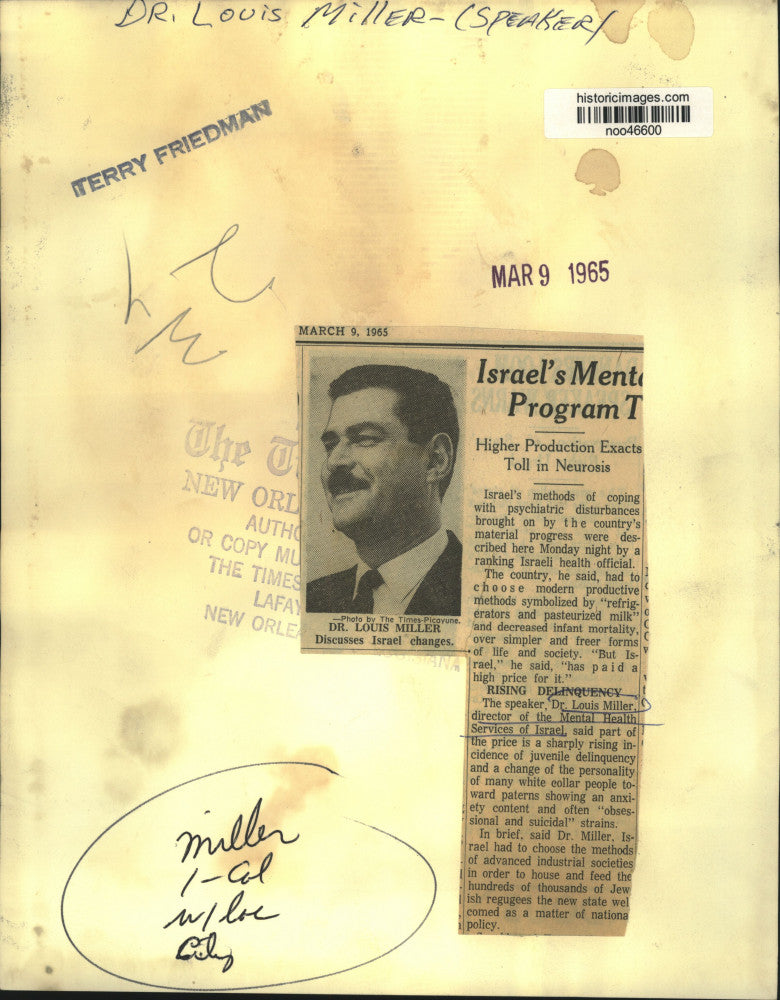 DR. LOUIS MILLER - (SPEAKER)
historicimages.com
noo46600
TERRY FRIEDMAN
MAR 9 1965
MARCH 9, 1965
Israel's Ment
Program T
Higher Production Exacts
Toll in Neurosis
Israel's methods of coping
with psychiatric disturbances
brought on by the country's
material progress were des-
cribed here Monday night by a
ranking Israeli health official.
The country, he said, had to
choose modern productive
methods symbolized by "refrig-
erators and pasteurized milk"
and decreased infant mortality,
over simpler and freer forms
of life and society. "But Is-
rael," he said, "has paid a
high price for it."
RISING DELINQUENCY
The speaker, Dr. Louis Miller,
director of the Mental Health
Services of Israel, said part of
the price is a sharply rising in-
cidence of juvenile delinquency
and a change of the personality
of many white collar people to-
ward paterns showing an anxi-
ety content and often "obses-
sional and suicidal" strains.
In brief, said Dr. Miller, Is-
rael had to choose the methods
of advanced industrial societies
in order to house and feed the
hundreds of thousands of Jew
ish regugees the new state wel
comed as a matter of nationa
policy.
—Photo by The Times-Picayune.
DR. LOUIS MILLER
Discusses Israel changes.
The T
NEW ORL
AUTHO
OR COPY MU
THE TIMES
LAFAY
NEW ORLEA
Miller
1-Col
w/loc
City